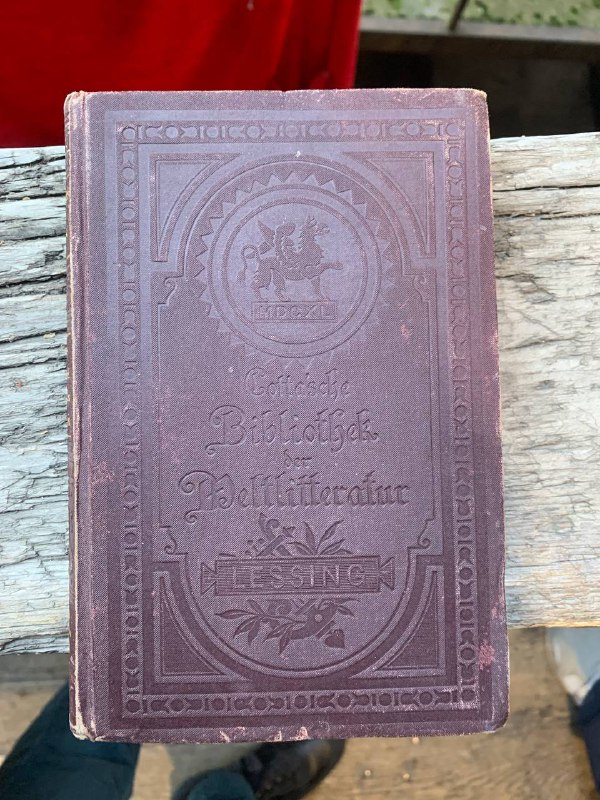 MDCXL
Cotta'sche
Bibliothek
der
Weltlitteratur
LESSING